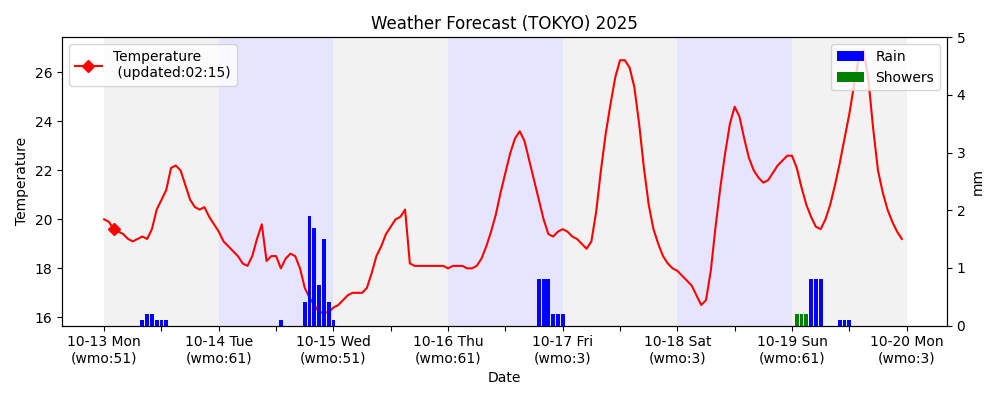 Weather Forecast (TOKYO) 2025
Temperature
(updated:02:15)
Rain
Showers
26
24
22
20
18
16
Temperature
5
4
3
2
1
0
mm
10-13 Mon 10-14 Tue 10-15 Wed 10-16 Thu 10-17 Fri 10-18 Sat 10-19 Sun 10-20 Mon
(wmo:51) (wmo:61) (wmo:51) (wmo:61) (wmo:3) (wmo:3) (wmo:61) (wmo:3)
Date